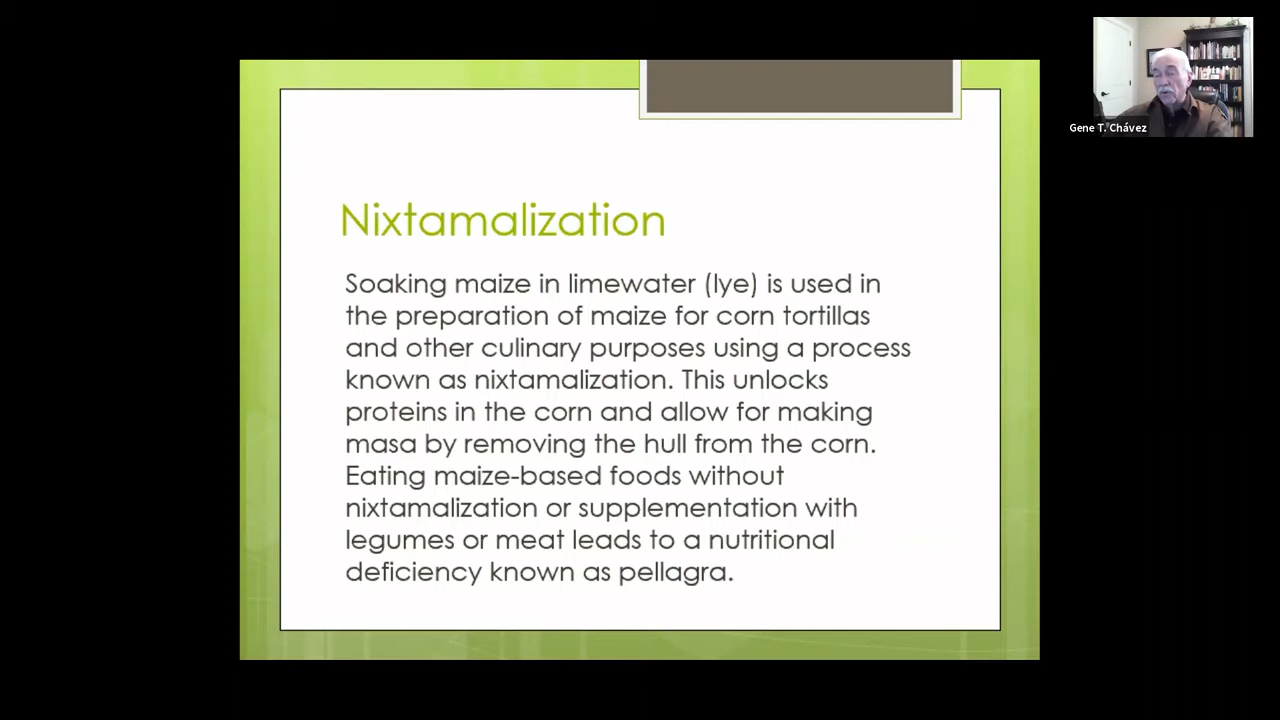 Gene T. Chávez
Nixtamalization
Soaking maize in limewater (lye) is used in
the preparation of maize for corn tortillas
and other culinary purposes using a process
known as nixtamalization. This unlocks
proteins in the corn and allow for making
masa by removing the hull from the corn.
Eating maize-based foods without
nixtamalization or supplementation with
legumes or meat leads to a nutritional
deficiency known as pellagra.